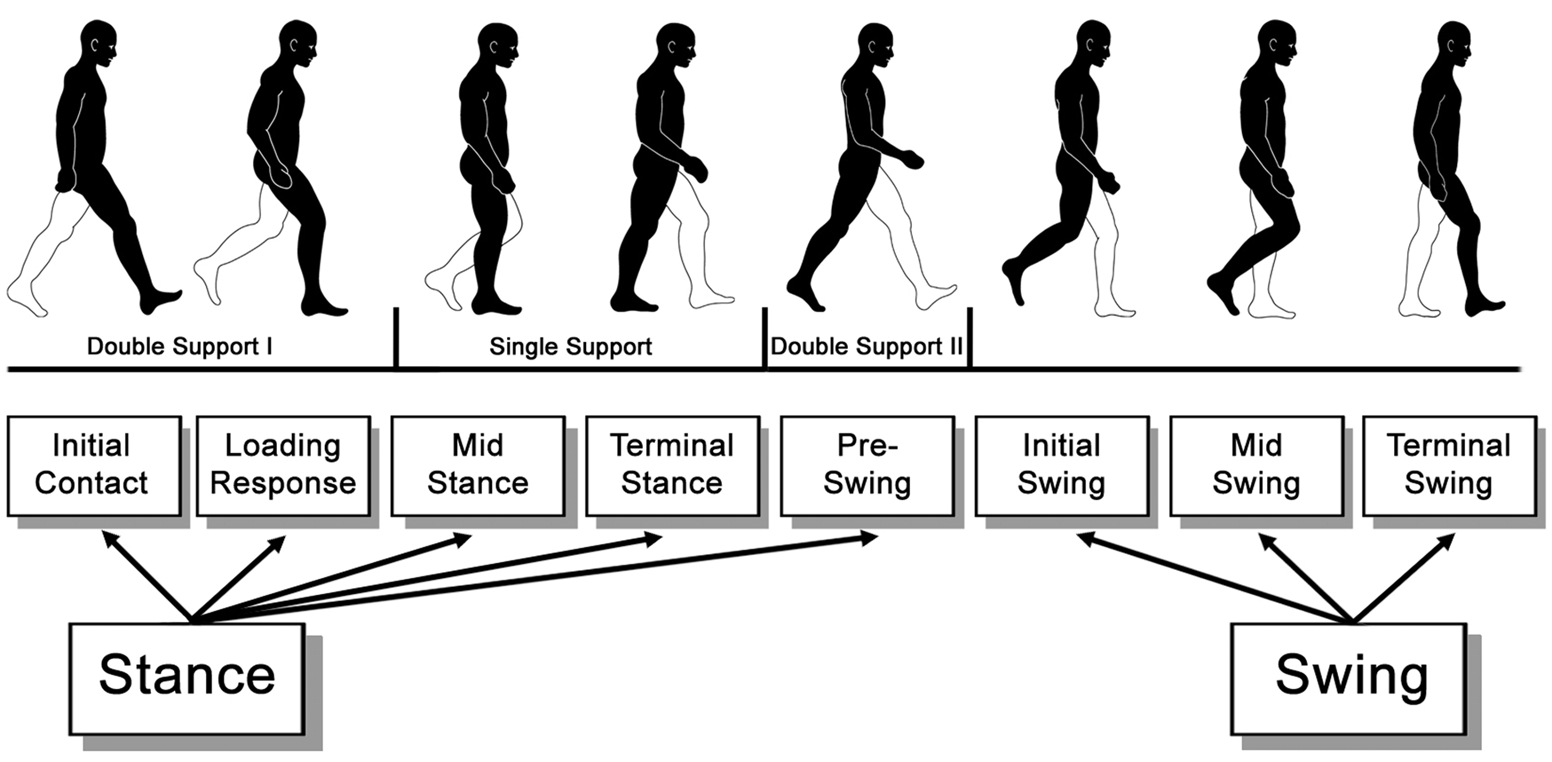 Double Support I
Single Support
Double Support II
Initial
Contact
Loading
Response
Mid
Stance
Terminal
Stance
Pre-
Swing
Initial
Swing
Mid
Swing
Terminal
Swing
Stance
Swing